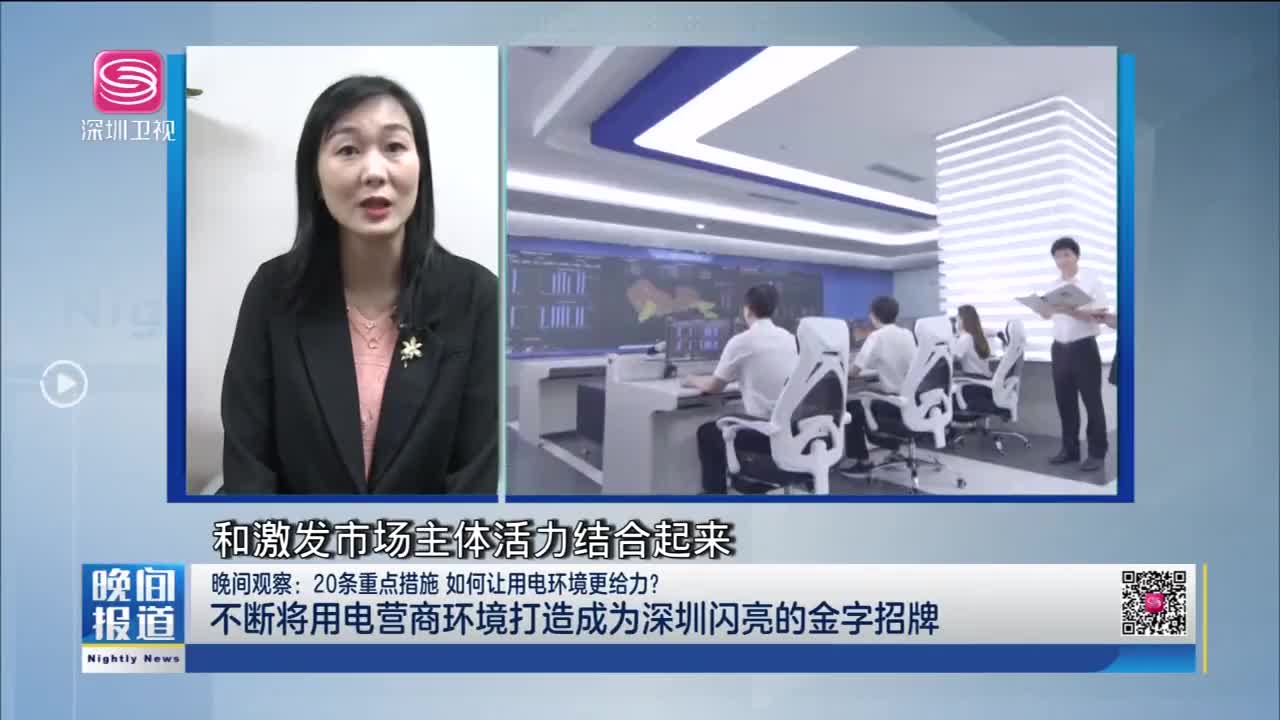 深圳卫视
Nig
和激发市场主体活力结合起来
晚间报道
Nightly News
晚间观察：20条重点措施 如何让用电环境更给力？
不断将用电营商环境打造成为深圳闪亮的金字招牌